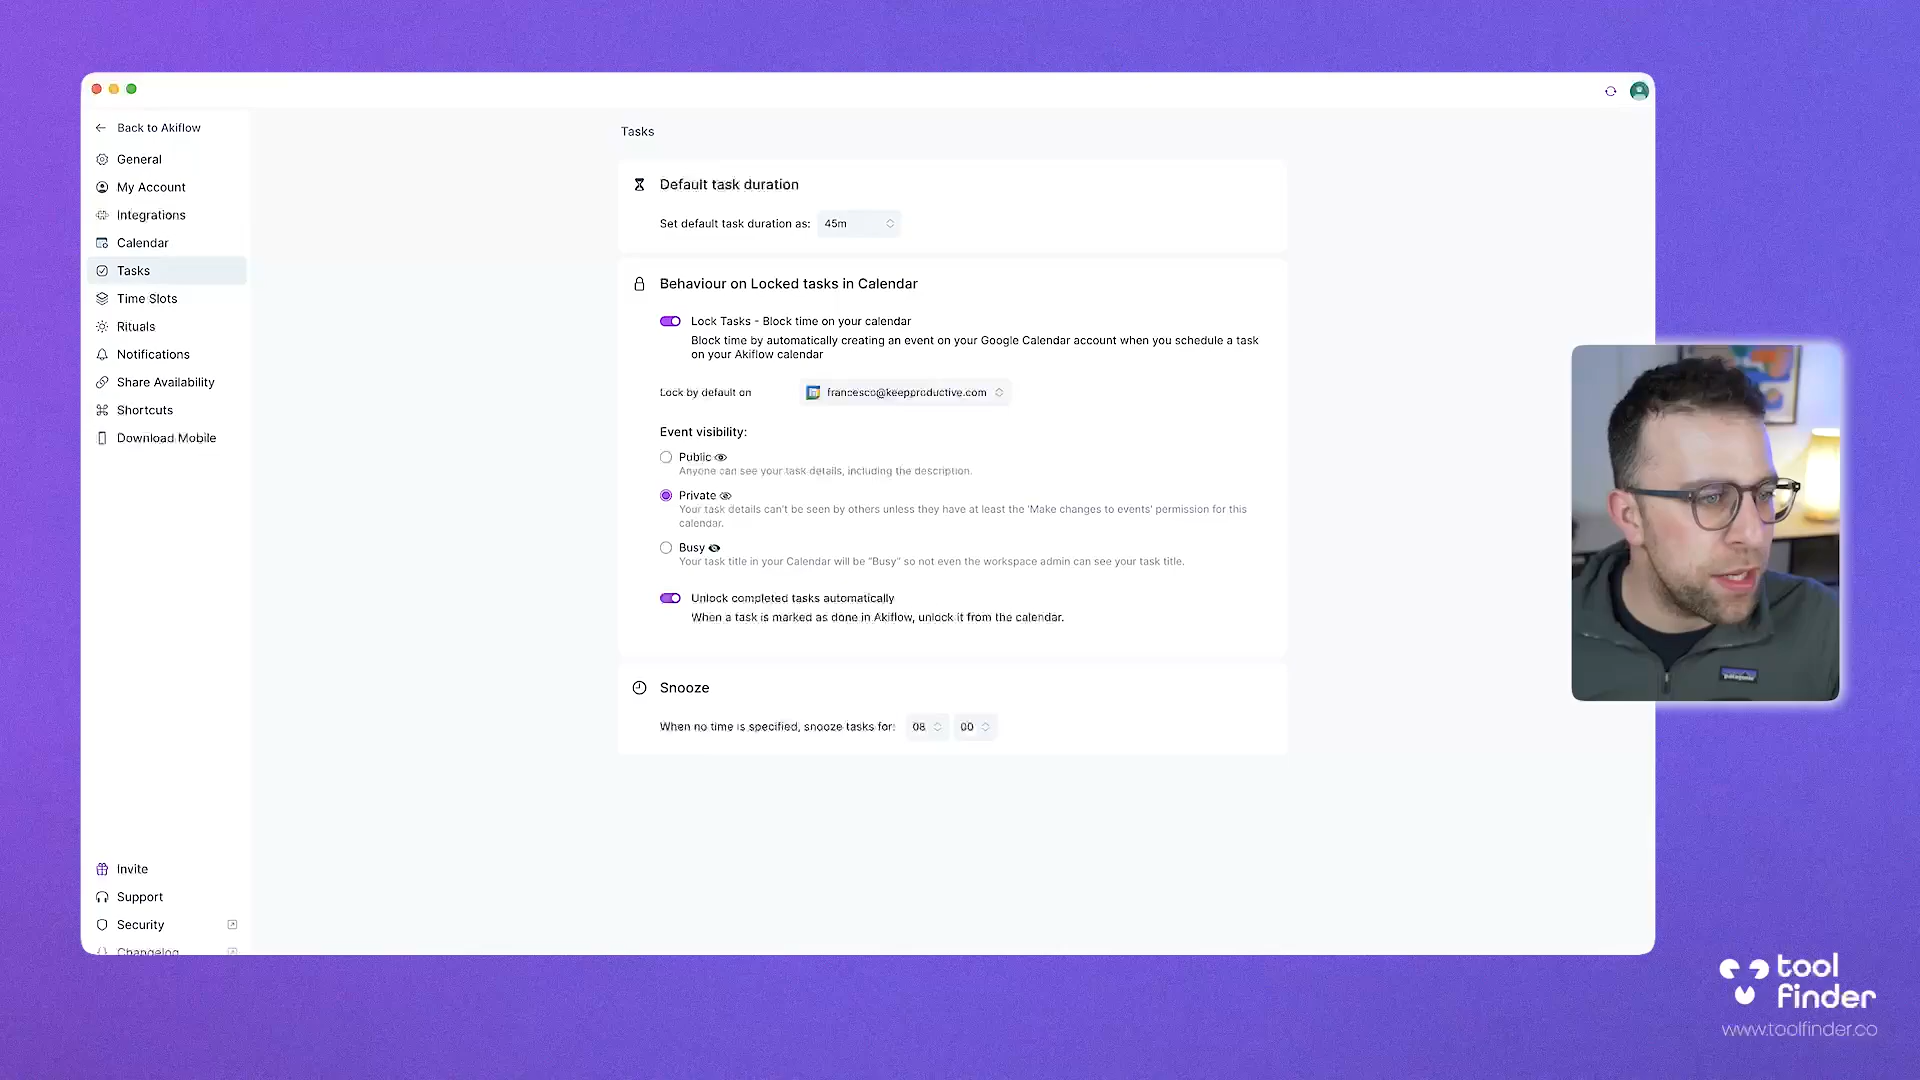 Back to Akiflow
General
My Account
Integrations
Calendar
Tasks
Time Slots
Rituals
Notifications
Share Availability
Shortcuts
Download Mobile
Invite
Support
Security
Changelog
Tasks
Default task duration
Set default task duration as: 45m
Behaviour on Locked tasks in Calendar
Lock Tasks - Block time on your calendar
Block time by automatically creating an event on your Google Calendar account when you schedule a task
on your Akiflow calendar
Lock by default on francesco@keepproductive.com
Event visibility:
Public
Anyone can see your task details, including the description.
Private
Your task details can't be seen by others unless they have at least the 'Make changes to events' permission for this
calendar.
Busy
Your task title in your Calendar will be "Busy" so not even the workspace admin can see your task title.
Unlock completed tasks automatically
When a task is marked as done in Akiflow, unlock it from the calendar.
Snooze
When no time is specified, snooze tasks for: 08 00
patagonia
tool
finder
www.toolfinder.co